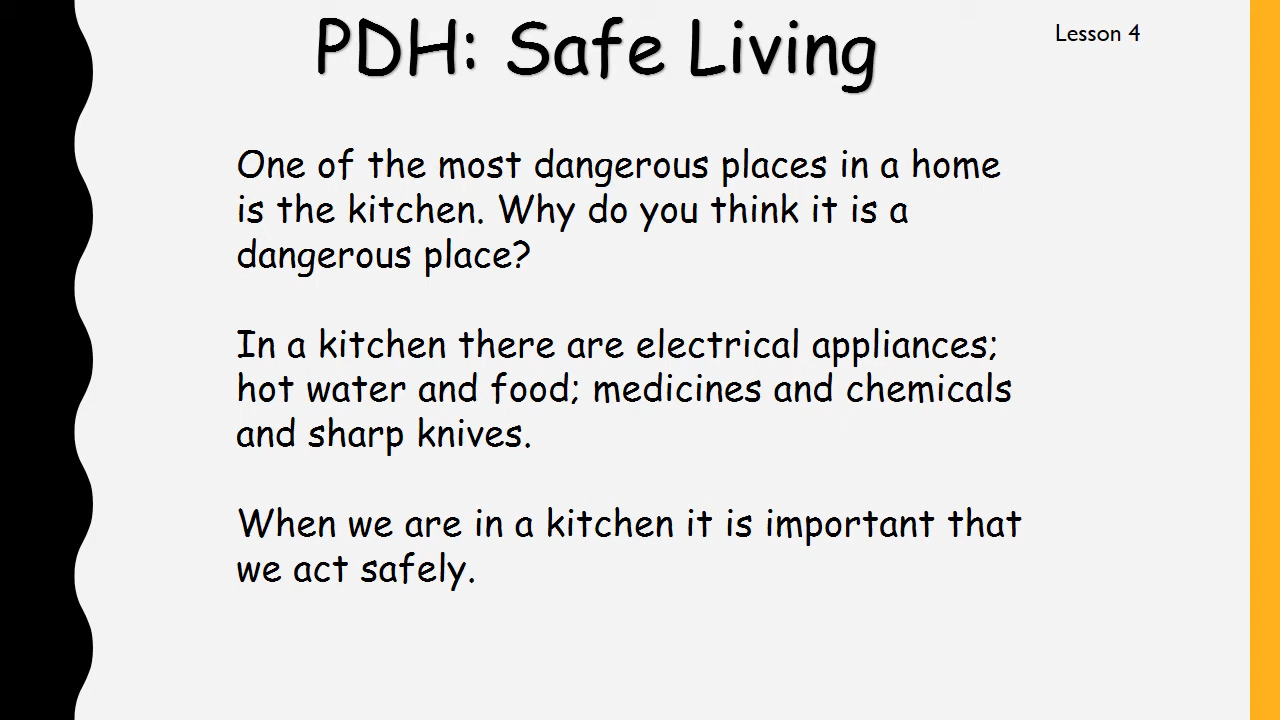 PDH: Safe Living
Lesson 4
One of the most dangerous places in a home
is the kitchen. Why do you think it is a
dangerous place?
In a kitchen there are electrical appliances;
hot water and food; medicines and chemicals
and sharp knives.
When we are in a kitchen it is important that
we act safely.